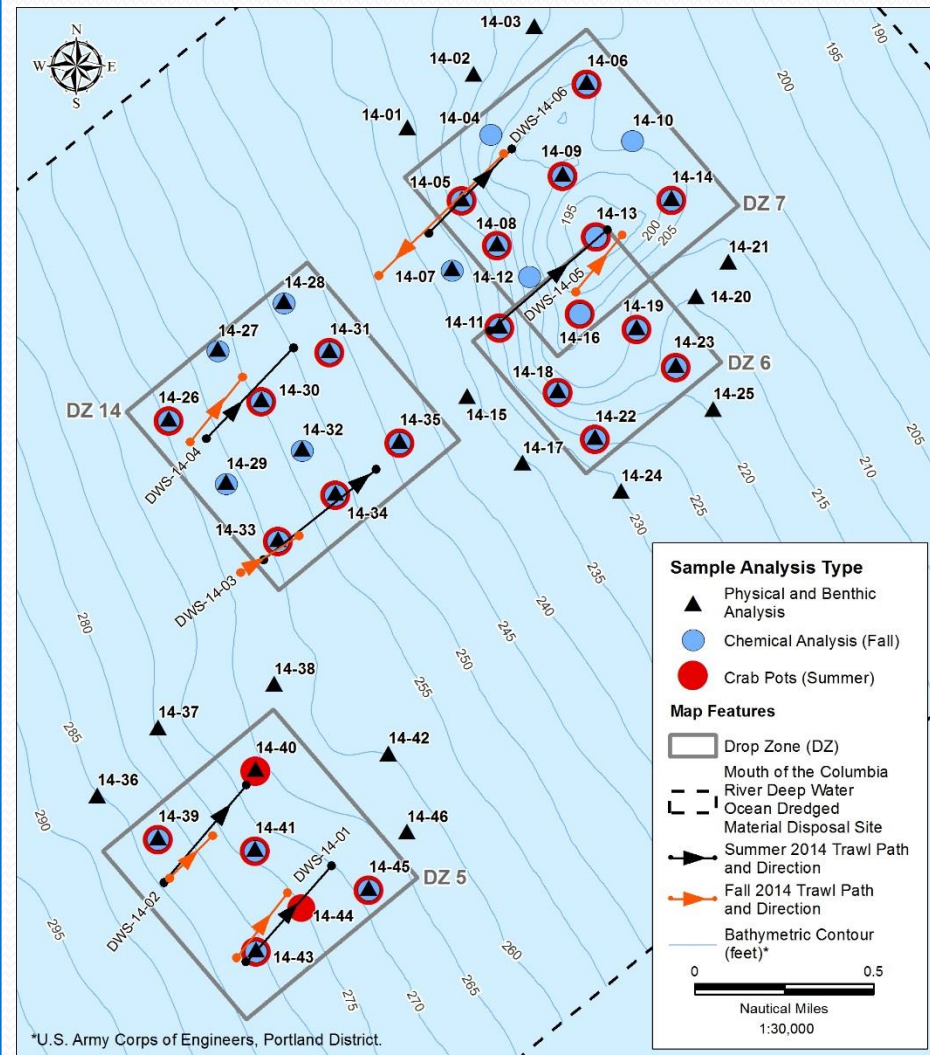 N
W E
S
14-03
14-02
14-01
14-04
DWS-14-06
14-06
14-10
14-09
14-05
14-14
14-08
195
14-13
200
205
DZ 7
14-07
14-12
DWS-14-05
14-21
14-20
14-11
14-16
14-19
14-23
DZ 6
14-18
14-22
14-25
14-15
14-17
14-24
190
195
200
205
210
215
220
225
230
235
240
245
250
255
260
265
270
275
280
285
290
295
14-28
14-27
14-31
14-26
14-30
DZ 14
14-35
14-32
14-29
DWS-14-04
14-34
14-33
DWS-14-03
14-38
14-37
14-36
14-42
14-40
14-39
14-41
14-46
DWS-14-01
14-45
DZ 5
DWS-14-02
14-44
14-43
Sample Analysis Type
Physical and Benthic
Analysis
Chemical Analysis (Fall)
Crab Pots (Summer)
Map Features
Drop Zone (DZ)
Mouth of the Columbia
River Deep Water
Ocean Dredged
Material Disposal Site
Summer 2014 Trawl Path
and Direction
Fall 2014 Trawl Path
and Direction
Bathymetric Contour
(feet)*
0 0.5
Nautical Miles
1:30,000
*U.S. Army Corps of Engineers, Portland District.